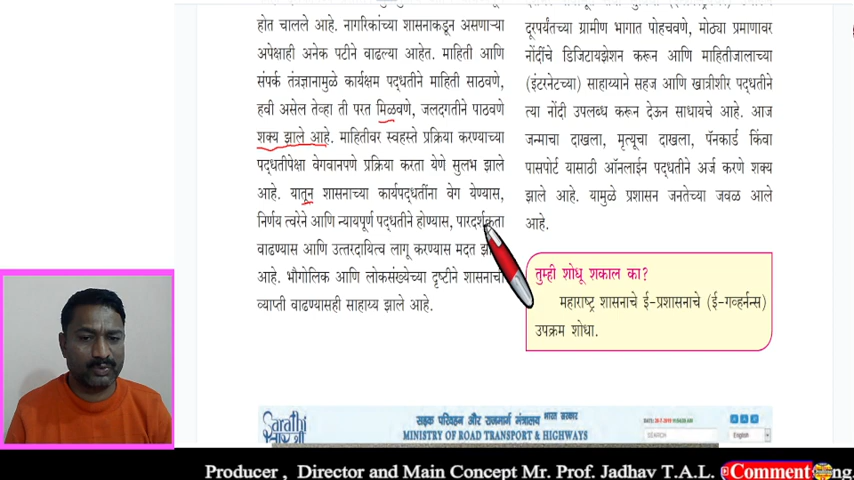 होत चालले आहे. नागरिकांच्या शासनाकडून असणाऱ्या
अपेक्षाही अनेक पटीने वाढल्या आहेत. माहिती आणि
संपर्क तंत्रज्ञानामुळे कार्यक्षम पद्धतीने माहिती साठवणे,
हवी असेल तेव्हा ती परत मिळवणे, जलदगतीने पाठवणे
शक्य झाले आहे. माहितीवर स्वहस्ते प्रक्रिया करण्याच्या
पद्धतीपेक्षा वेगवानपणे प्रक्रिया करता येणे सुलभ झाले
आहे. यातून शासनाच्या कार्यपद्धतींना वेग येण्यास,
निर्णय त्वरेने आणि न्यायपूर्ण पद्धतीने होण्यास, पारदर्शकता
वाढण्यास आणि उत्तरदायित्व लागू करण्यास मदत
आहे. भौगोलिक आणि लोकसंख्येच्या दृष्टीने शासनाची
व्याप्ती वाढण्यासही साहाय्य झाले आहे.
दूरपर्यंतच्या ग्रामीण भागात पोहचवणे, मोठ्या प्रमाणावर
नोंदींचे डिजिटायझेशन करून आणि माहितीजालाच्या
(इंटरनेटच्या) साहाय्याने सहज आणि खात्रीशीर पद्धतीने
त्या नोंदी उपलब्ध करून देऊन साधायचे आहे. आज
जन्माचा दाखला, मृत्यूचा दाखला, पॅनकार्ड किंवा
पासपोर्ट यासाठी ऑनलाईन पद्धतीने अर्ज करणे शक्य
झाले आहे. यामुळे प्रशासन जनतेच्या जवळ आले
आहे.
तुम्ही शोधू शकाल का?
महाराष्ट्र शासनाचे ई-प्रशासनाचे (ई-गव्हर्नन्स)
उपक्रम शोधा.
Sarathi
सड़क परिवहन और राजमार्ग मंत्रालय भारत सरकार
MINISTRY OF ROAD TRANSPORT & HIGHWAYS
SEARCH
English
Producer , Director and Main Concept Mr. Prof. Jadhav T.A.L.
Comment
ng.